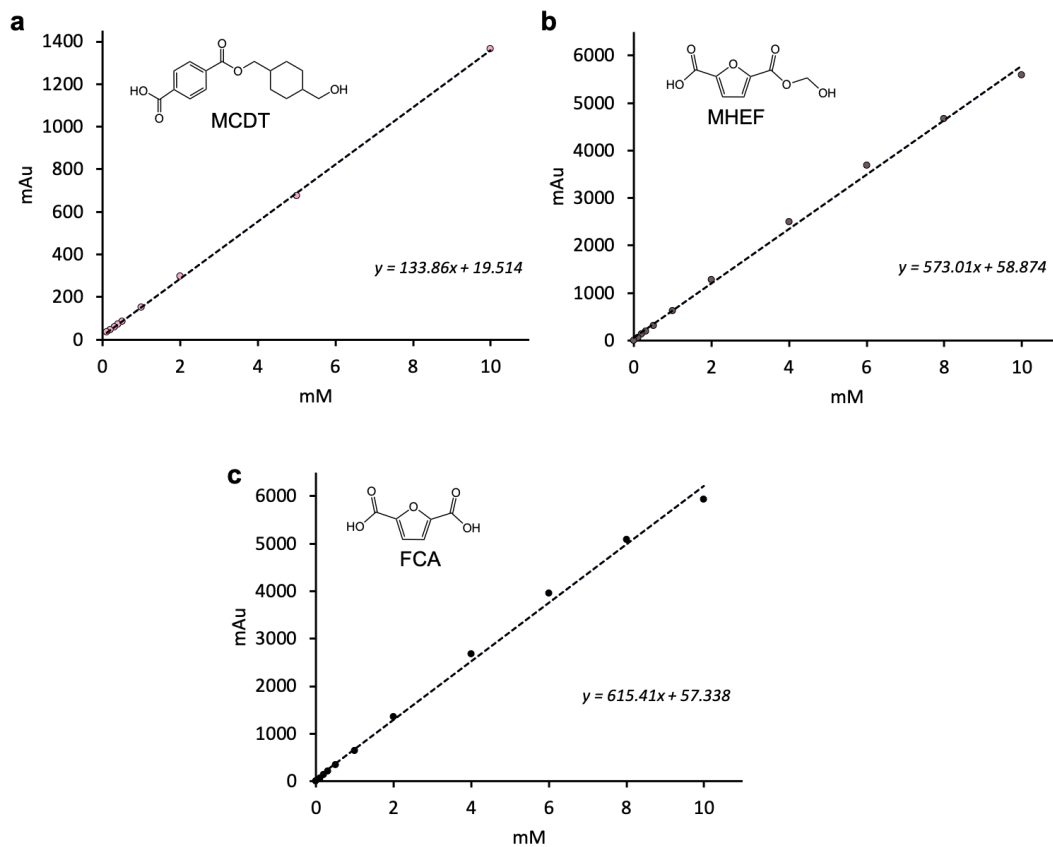 a
1400
1200
1000
800
600
400
200
0
mAu
O
O
HO
O
OH
MCDT
y = 133.86x + 19.514
0 2 4 6 8 10
mM
b
6000
5000
4000
3000
2000
1000
0
mAu
O O O
HO O
OH
MHEF
y = 573.01x + 58.874
0 2 4 6 8 10
mM
c
6000
5000
4000
3000
2000
1000
0
mAu
O O O
HO OH
FCA
y = 615.41x + 57.338
0 2 4 6 8 10
mM